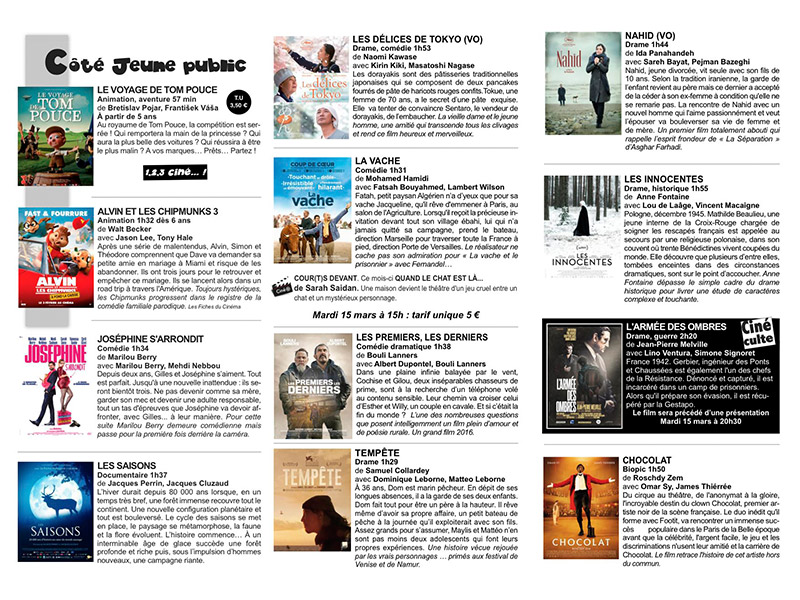 Côté Jeune public
LE VOYAGE DE
TOM
POUCE
LE VOYAGE DE TOM POUCE
Animation, aventure 57 min
de Bretislav Pojar, František Váša
À partir de 5 ans
T.U
3,50 €
Au royaume de Tom Pouce, la compétition est ser-
rée ! Qui remportera la main de la princesse ? Qui
aura la plus belle des voitures ? Qui réussira à être
le plus malin ? A vos marques… Prêts… Partez !
1,2,3 Ciné... !
FAST & FOURRURE
ALVIN
ET LES CHIPMUNKS 3
Animation 1h32 dès 6 ans
de Walt Becker
avec Jason Lee, Tony Hale
Après une série de malentendus, Alvin, Simon et
Théodore comprennent que Dave va demander sa
petite amie en mariage à Miami et risque de les
abandonner. Ils ont trois jours pour le retrouver et
empêcher ce mariage. Ils se lancent alors dans un
road trip à travers l'Amérique. Toujours hystériques,
les Chipmunks progressent dans le registre de la
comédie familiale parodique. Les Fiches du Cinéma
JOSÉPHINE
S'ARRONDIT
JOSÉPHINE S'ARRONDIT
Comédie 1h34
de Marilou Berry
avec Marilou Berry, Mehdi Nebbou
Depuis deux ans, Gilles et Joséphine s'aiment. Tout
est parfait. Jusqu'à une nouvelle inattendue : ils se-
ront bientôt trois. Ne pas devenir comme sa mère,
garder son mec et devenir une adulte responsable,
tout un tas d'épreuves que Joséphine va devoir af-
fronter, avec Gilles... à leur manière. Pour cette
suite Marilou Berry demeure comédienne mais
passe pour la première fois derrière la caméra.
LES
SAISONS
LES SAISONS
Documentaire 1h37
de Jacques Perrin, Jacques Cluzaud
L'hiver durait depuis 80 000 ans lorsque, en un
temps très bref, une forêt immense recouvre tout le
continent. Une nouvelle configuration planétaire et
tout est bouleversé. Le cycle des saisons se met
en place, le paysage se métamorphose, la faune
et la flore évoluent. L'histoire commence… À un
interminable âge de glace succède une forêt
profonde et riche puis, sous l'impulsion d'hommes
nouveaux, une campagne riante.
Les délices
de Tokyo
LES DÉLICES DE TOKYO (VO)
Drame, comédie 1h53
de Naomi Kawase
avec Kirin Kiki, Masatoshi Nagase
Les dorayakis sont des pâtisseries traditionnelles
japonaises qui se composent de deux pancakes
fourrés de pâte de haricots rouges confits.Tokue, une
femme de 70 ans, a le secret d'une pâte exquise.
Elle va tenter de convaincre Sentaro, le vendeur de
dorayakis, de l'embaucher. La vieille dame et le jeune
homme, une amitié qui transcende tous les clivages
et rend ce film heureux et merveilleux.
COUP DE CŒUR
La
vache
LA VACHE
Comédie 1h31
de Mohamed Hamidi
avec Fatsah Bouyahmed, Lambert Wilson
Fatah, petit paysan Algérien n'a d'yeux que pour sa
vache Jacqueline, qu'il rêve d'emmener à Paris, au
salon de l'Agriculture. Lorsqu'il reçoit la précieuse in-
vitation devant tout son village ébahi, lui qui n'a
jamais quitté sa campagne, prend le bateau,
direction Marseille pour traverser toute la France à
pied, direction Porte de Versailles. Le réalisateur ne
cache pas son admiration pour « La vache et le
prisonnier » avec Fernandel…
COUR(T)S DEVANT. Ce mois-ci QUAND LE CHAT EST LÀ...
de Sarah Saidan. Une maison devient le théâtre d'un jeu cruel entre un
chat et un mystérieux personnage.
Mardi 15 mars à 15h : tarif unique 5 €
BOULI LANNERS
ALBERT DUPONTEL
LES PREMIERS
LES DERNIERS
LES PREMIERS, LES DERNIERS
Comédie dramatique 1h38
de Bouli Lanners
avec Albert Dupontel, Bouli Lanners
Dans une plaine infinie balayée par le vent,
Cochise et Gilou, deux inséparables chasseurs de
prime, sont à la recherche d'un téléphone volé
au contenu sensible. Leur chemin va croiser celui
d'Esther et Willy, un couple en cavale. Et si c'était la
fin du monde ? L'une des nombreuses questions
que posent intelligemment un film plein d'amour et
de poésie rurale. Un grand film 2016.
TEMPÊTE
TEMPÊTE
Drame 1h29
de Samuel Collardey
avec Dominique Leborne, Matteo Leborne
À 36 ans, Dom est marin pêcheur. En dépit de ses
longues absences, il a la garde de ses deux enfants.
Dom fait tout pour être un père à la hauteur. Il rêve
même d'avoir sa propre affaire, un petit bateau de
pêche à la journée qu'il exploiterait avec son fils.
Assez grands pour s'assumer, Maylis et Mattéo n'en
sont pas moins deux adolescents qui font leurs
propres expériences. Une histoire vécue rejouée
par les vrais personnages … primés aux festival de
Venise et de Namur.
Nahid
NAHID (VO)
Drame 1h44
de Ida Panahandeh
avec Sareh Bayat, Pejman Bazeghi
Nahid, jeune divorcée, vit seule avec son fils de
10 ans. Selon la tradition iranienne, la garde de
l'enfant revient au père mais ce dernier a accepté
de la céder à son ex-femme à condition qu'elle ne
se remarie pas. La rencontre de Nahid avec un
nouvel homme qui l'aime passionnément et veut
l'épouser va bouleverser sa vie de femme et
de mère. Un premier film totalement abouti qui
rappelle l'esprit frondeur de « La Séparation »
d'Asghar Farhadi.
LES
INNOCENTES
LES INNOCENTES
Drame, historique 1h55
de Anne Fontaine
avec Lou de Laâge, Vincent Macaigne
Pologne, décembre 1945. Mathilde Beaulieu, une
jeune interne de la Croix-Rouge chargée de
soigner les rescapés français est appelée au
secours par une religieuse polonaise, dans son
couvent où trente Bénédictines vivent coupées du
monde. Elle découvre que plusieurs d'entre elles,
tombées enceintes dans des circonstances
dramatiques, sont sur le point d'accoucher. Anne
Fontaine dépasse le simple cadre du drame
historique pour livrer une étude de caractères
complexe et touchante.
L'ARMÉE
DES
OMBRES
L'ARMÉE DES OMBRES
Drame, guerre 2h20
de Jean-Pierre Melville
avec Lino Ventura, Simone Signoret
Ciné
culte
France 1942. Gerbier, ingénieur des Ponts
et Chaussées est également l'un des chefs
de la Résistance. Dénoncé et capturé, il est
incarcéré dans un camp de prisonniers.
Alors qu'il prépare son évasion, il est récu-
péré par la Gestapo.
Le film sera précédé d'une présentation
Mardi 15 mars à 20h30
CHOCOLAT
CHOCOLAT
Biopic 1h50
de Roschdy Zem
avec Omar Sy, James Thiérrée
Du cirque au théâtre, de l'anonymat à la gloire,
l'incroyable destin du clown Chocolat, premier ar-
tiste noir de la scène française. Le duo inédit qu'il
forme avec Footit, va rencontrer un immense suc-
cès populaire dans le Paris de la Belle époque
avant que la célébrité, l'argent facile, le jeu et les
discriminations n'usent leur amitié et la carrière de
Chocolat. Le film retrace l'histoire de cet artiste hors
du commun.